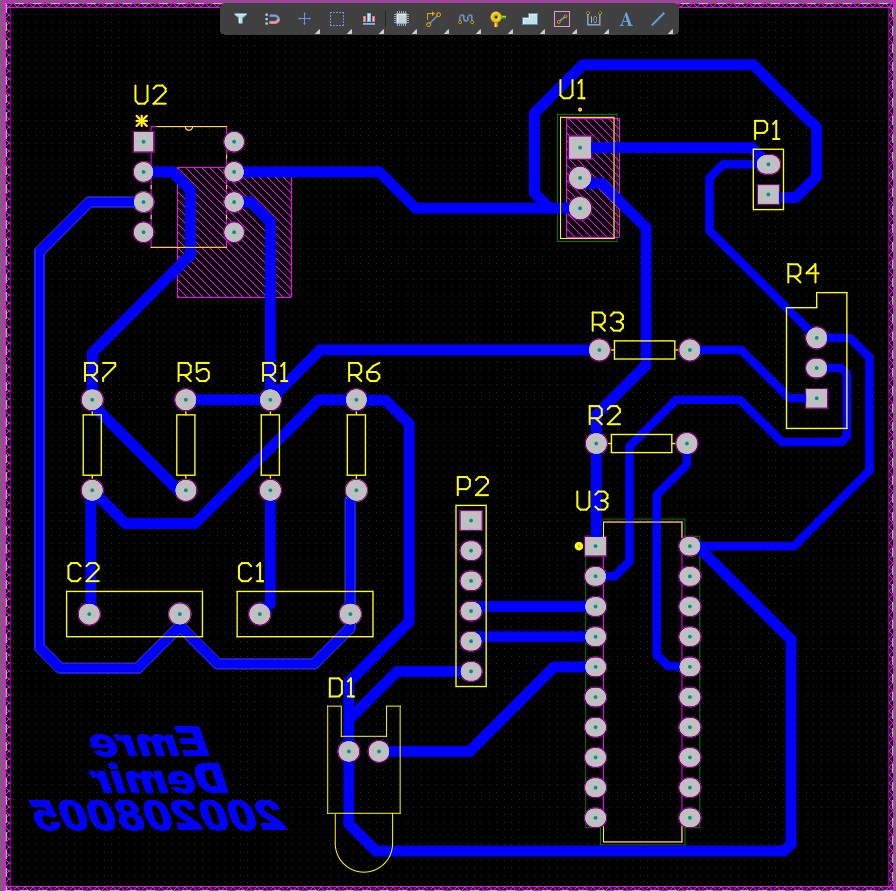 U2
U1
P1
R4
R3
R7 R5 R1 R6
R2
P2
U3
C2 C1
D1
Emre
Demir
200208005